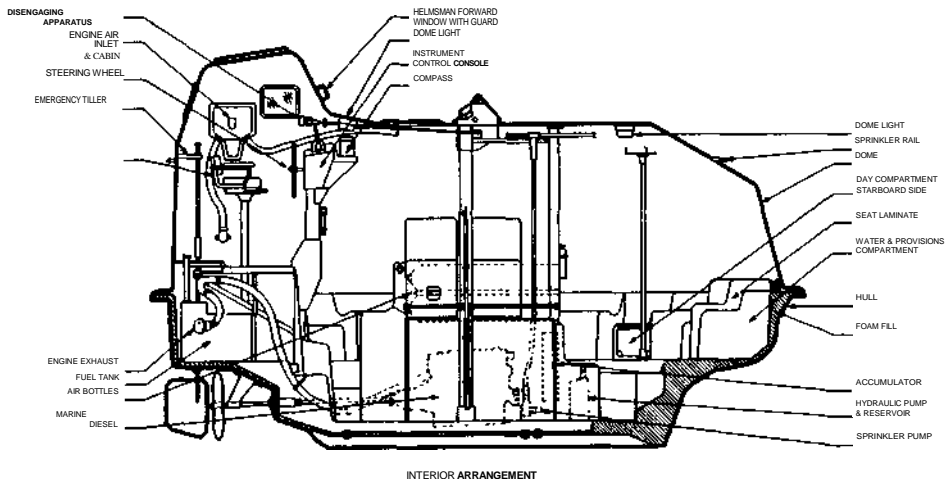 DISENGAGING
APPARATUS
ENGINE AIR
INLET
& CABIN
STEERING WHEEL
EMERGENCY TILLER
HELMSMAN FORWARD
WINDOW WITH GUARD
DOME LIGHT
INSTRUMENT
CONTROL CONSOLE
COMPASS
DOME LIGHT
SPRINKLER RAIL
DOME
DAY COMPARTMENT
STARBOARD SIDE
SEAT LAMINATE
WATER & PROVISIONS
COMPARTMENT
HULL
FOAM FILL
ENGINE EXHAUST
FUEL TANK
AIR BOTTLES
MARINE
DIESEL
ACCUMULATOR
HYDRAULIC PUMP
& RESERVOIR
SPRINKLER PUMP
INTERIOR ARRANGEMENT